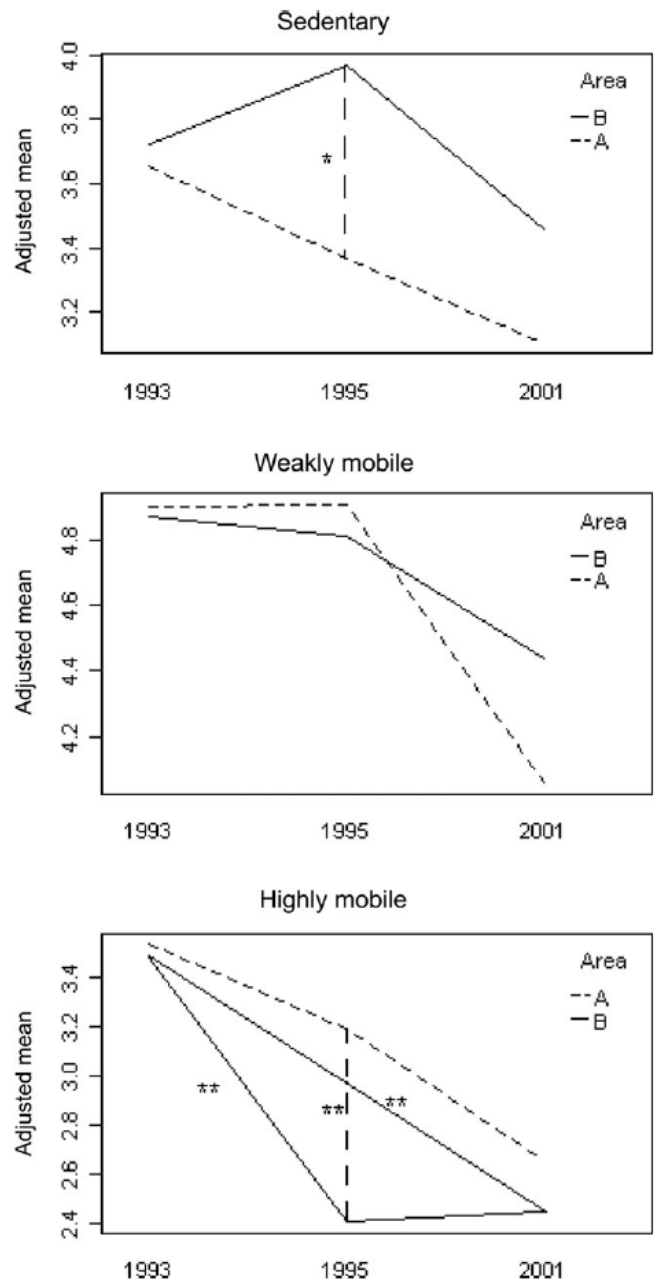 Sedentary
Adjusted mean
4.0
3.8
3.6
3.4
3.2
Area
B
A
*
1993 1995 2001
Weakly mobile
Adjusted mean
4.8
4.6
4.4
4.2
Area
B
A
1993 1995 2001
Highly mobile
Adjusted mean
3.4
3.2
3.0
2.8
2.6
2.4
Area
A
B
** ** **
1993 1995 2001